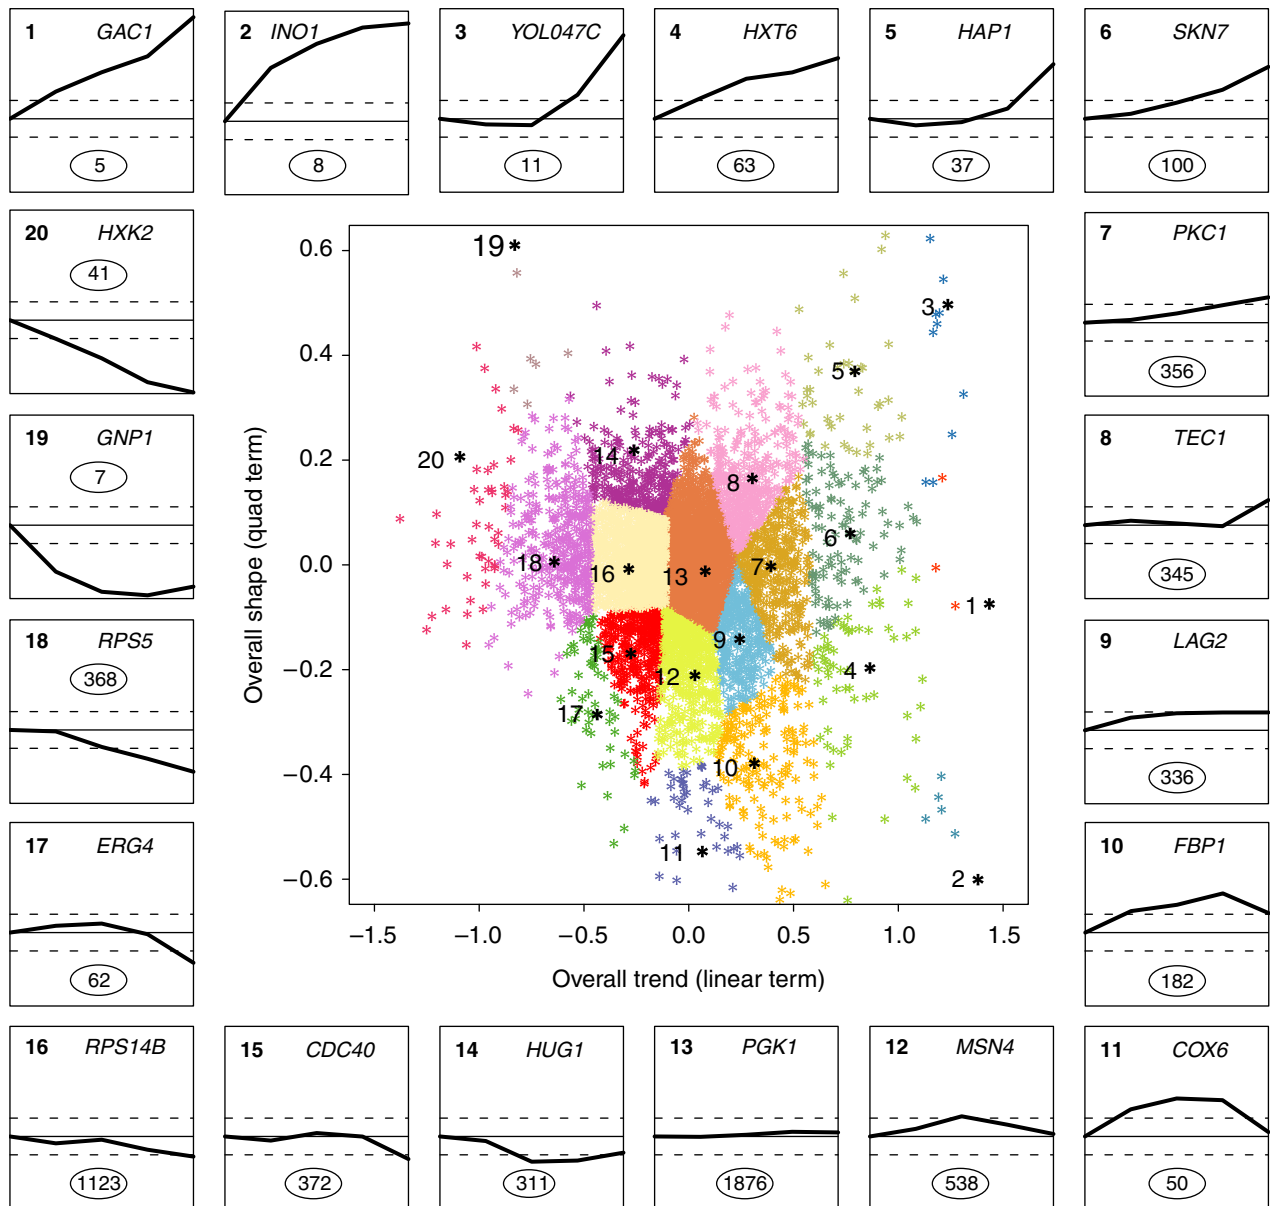 1 GAC1
5
2 INO1
8
3 YOL047C
11
4 HXT6
63
5 HAP1
37
6 SKN7
100
20 HXK2
41
19 GNP1
7
18 RPS5
368
17 ERG4
62
0.6
0.4
0.2
0.0
−0.2
−0.4
−0.6
Overall shape (quad term)
19
3
5
14
20
8
6
18
16
13
7
1
9
15
12
4
17
10
11
2
−1.5 −1.0 −0.5 0.0 0.5 1.0 1.5
Overall trend (linear term)
7 PKC1
356
8 TEC1
345
9 LAG2
336
10 FBP1
182
16 RPS14B
1123
15 CDC40
372
14 HUG1
311
13 PGK1
1876
12 MSN4
538
11 COX6
50